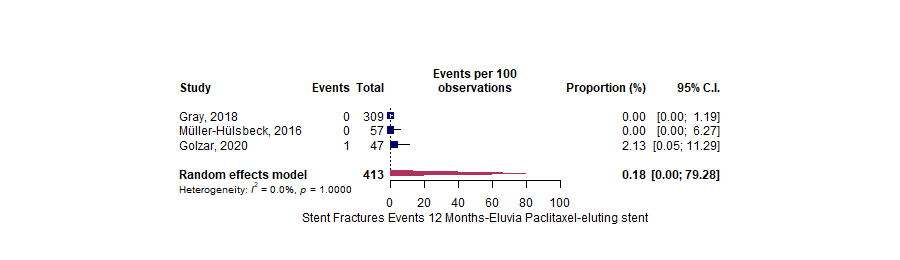 Events per 100
Study Events Total observations Proportion (%) 95% C.I.
Gray, 2018 0 309 0.00 [0.00; 1.19]
Müller-Hülsbeck, 2016 0 57 0.00 [0.00; 6.27]
Golzar, 2020 1 47 2.13 [0.05; 11.29]
Random effects model 413 0.18 [0.00; 79.28]
Heterogeneity: I² = 0.0%, p = 1.0000
0 20 40 60 80 100
Stent Fractures Events 12 Months-Eluvia Paclitaxel-eluting stent